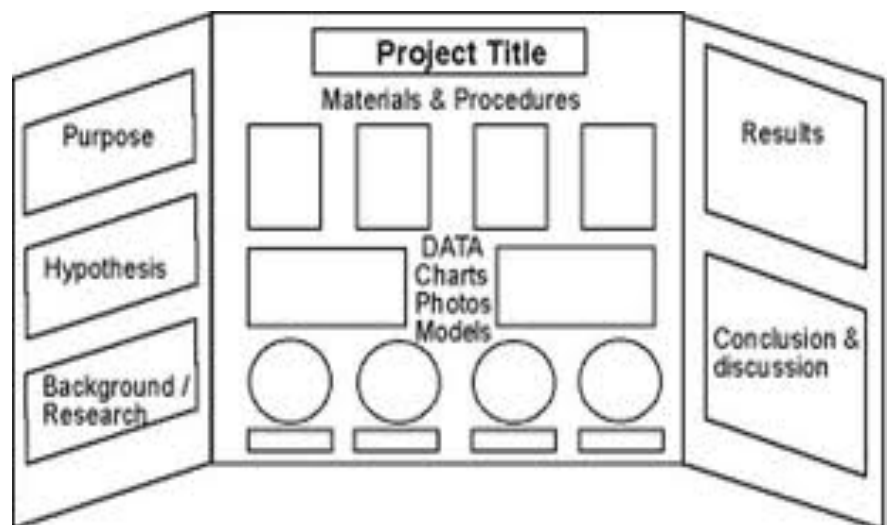 Purpose
Hypothesis
Background /
Research
Project Title
Materials & Procedures
DATA
Charts
Photos
Models
Results
Conclusion &
discussion